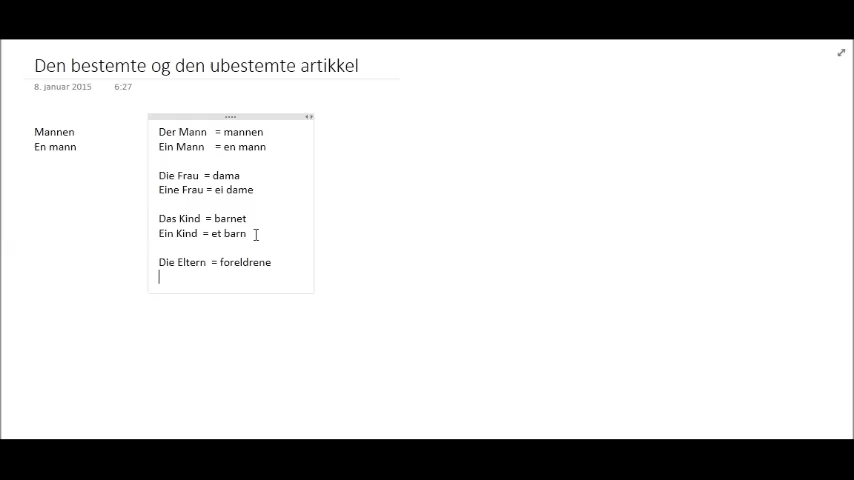 Den bestemte og den ubestemte artikkel
8. januar 2015 6:27
Mannen
En mann
Der Mann = mannen
Ein Mann = en mann
Die Frau = dama
Eine Frau = ei dame
Das Kind = barnet
Ein Kind = et barn
Die Eltern = foreldrene